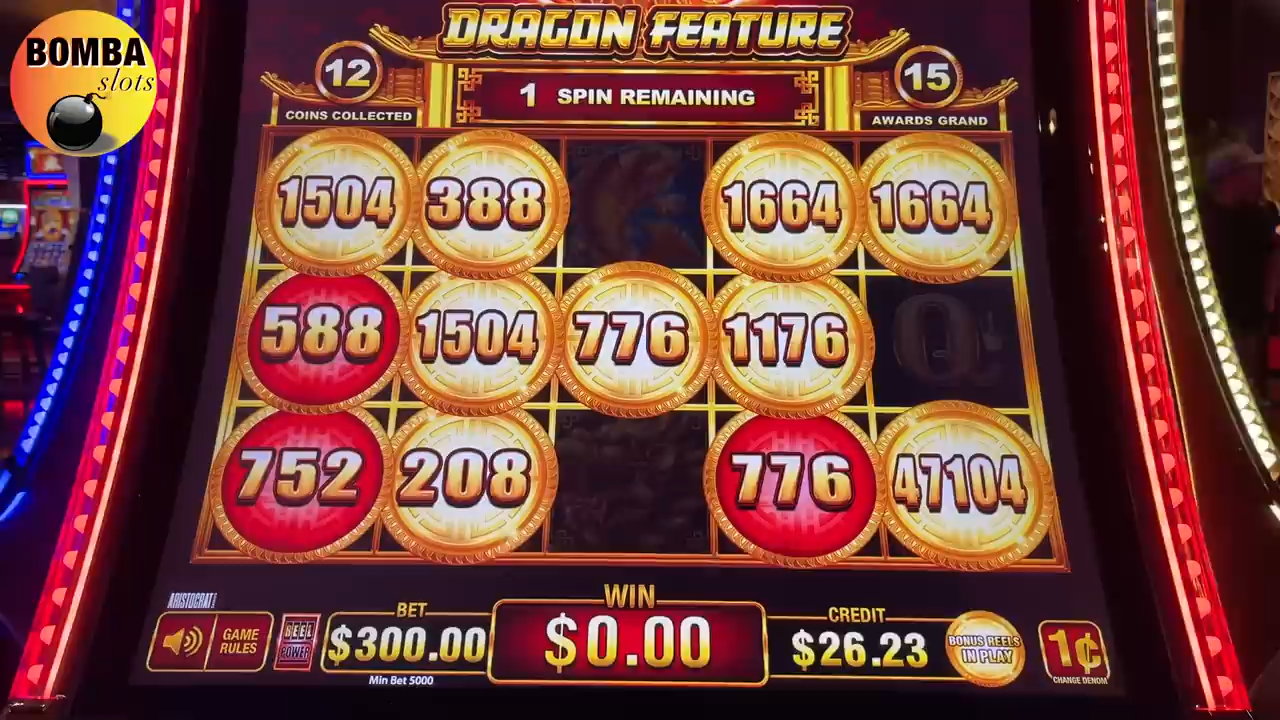 BOMBA
slots
DRAGON FEATURE
12
COINS COLLECTED
1 SPIN REMAINING
15
AWARDS GRAND
1504 388 1664 1664
588 1504 776 1176 Q
752 208 776 47104
ARISTOCRAT
GAME
RULES
REEL
POWER
BET
$300.00
Min Bet 5000
WIN
$0.00
CREDIT
$26.23
BONUS REELS
IN PLAY
1¢
CHANGE DENOM